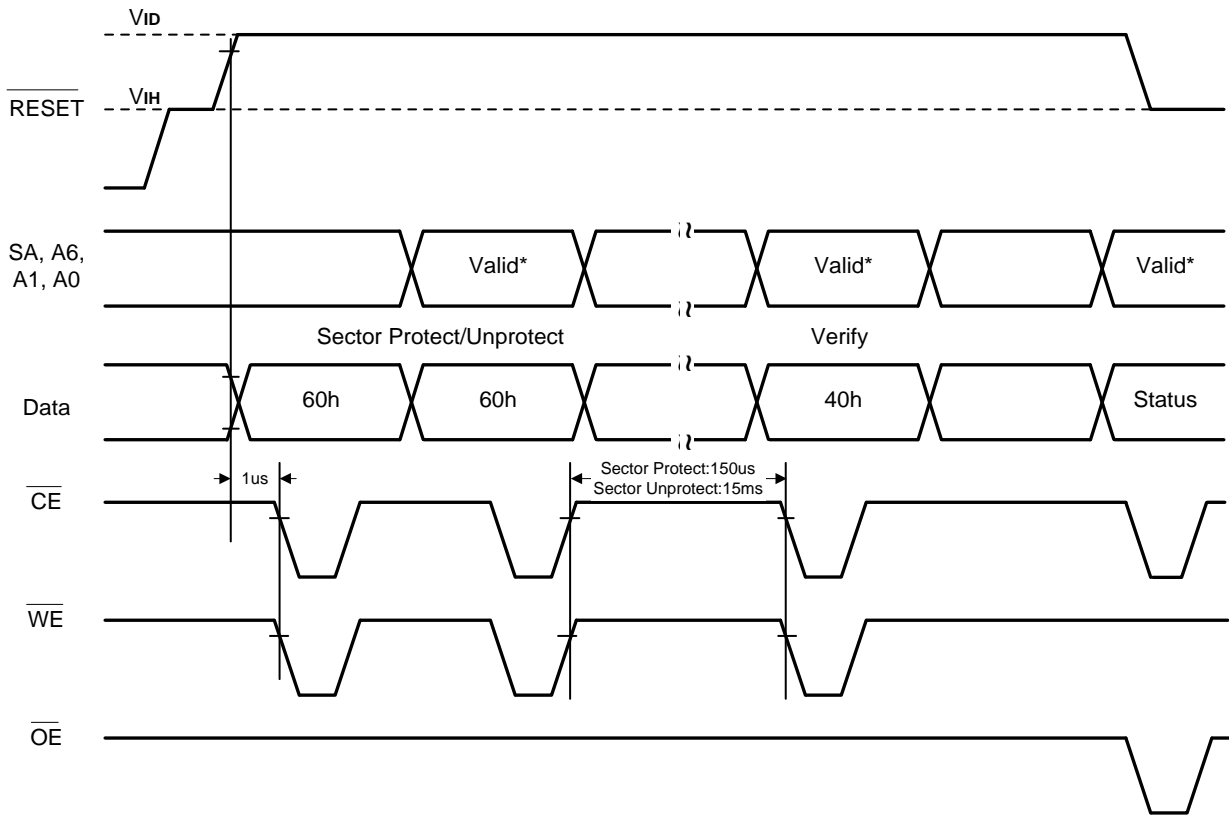 VID
VIH
RESET
SA, A6,
A1, A0
Valid*
Valid*
Valid*
Sector Protect/Unprotect
Verify
Data
60h
60h
40h
Status
1us
Sector Protect:150us
Sector Unprotect:15ms
CE
WE
OE